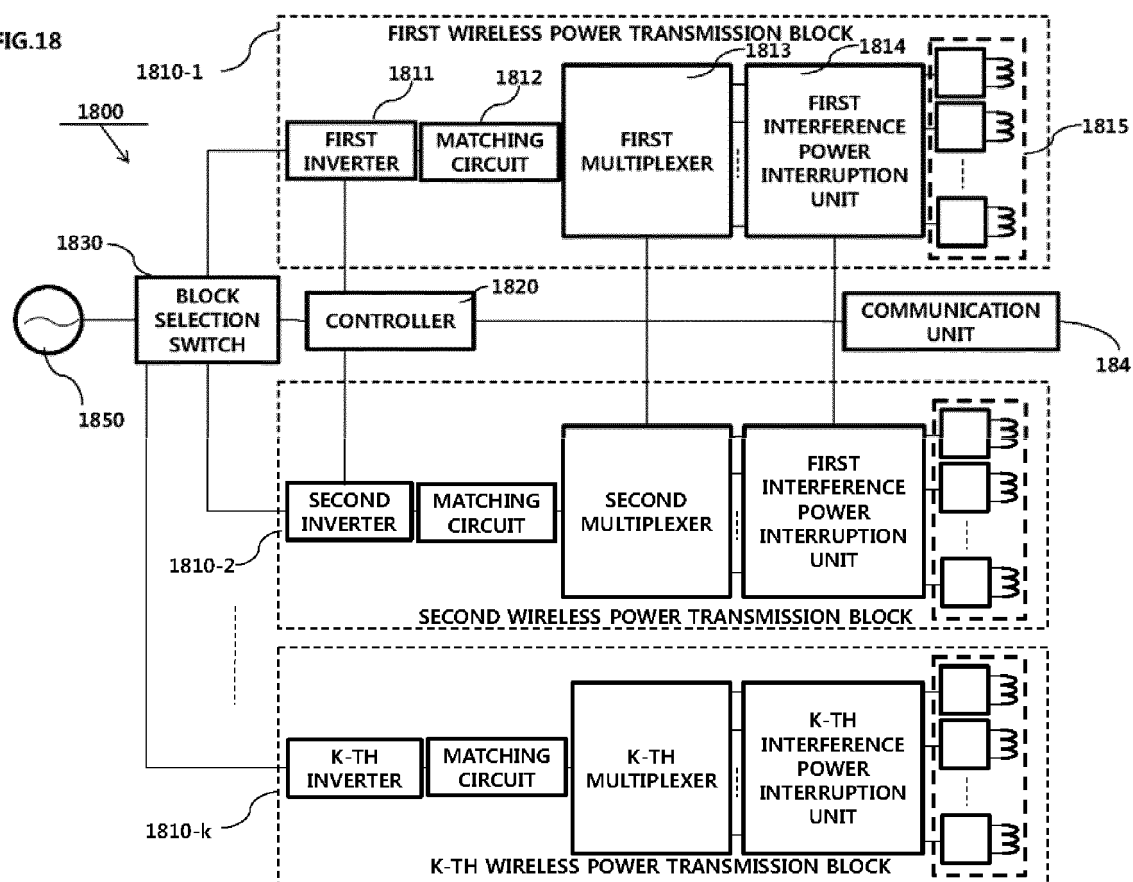 FIG.18
FIRST WIRELESS POWER TRANSMISSION BLOCK
1810-1
1811
1812
1813
1814
1800
FIRST
INVERTER
MATCHING
CIRCUIT
FIRST
MULTIPLEXER
FIRST
INTERFERENCE
POWER
INTERRUPTION
UNIT
1815
1830
BLOCK
SELECTION
SWITCH
1820
CONTROLLER
COMMUNICATION
UNIT
184
1850
SECOND
INVERTER
MATCHING
CIRCUIT
SECOND
MULTIPLEXER
FIRST
INTERFERENCE
POWER
INTERRUPTION
UNIT
1810-2
SECOND WIRELESS POWER TRANSMISSION BLOCK
K-TH
INVERTER
MATCHING
CIRCUIT
K-TH
MULTIPLEXER
K-TH
INTERFERENCE
POWER
INTERRUPTION
UNIT
1810-k
K-TH WIRELESS POWER TRANSMISSION BLOCK